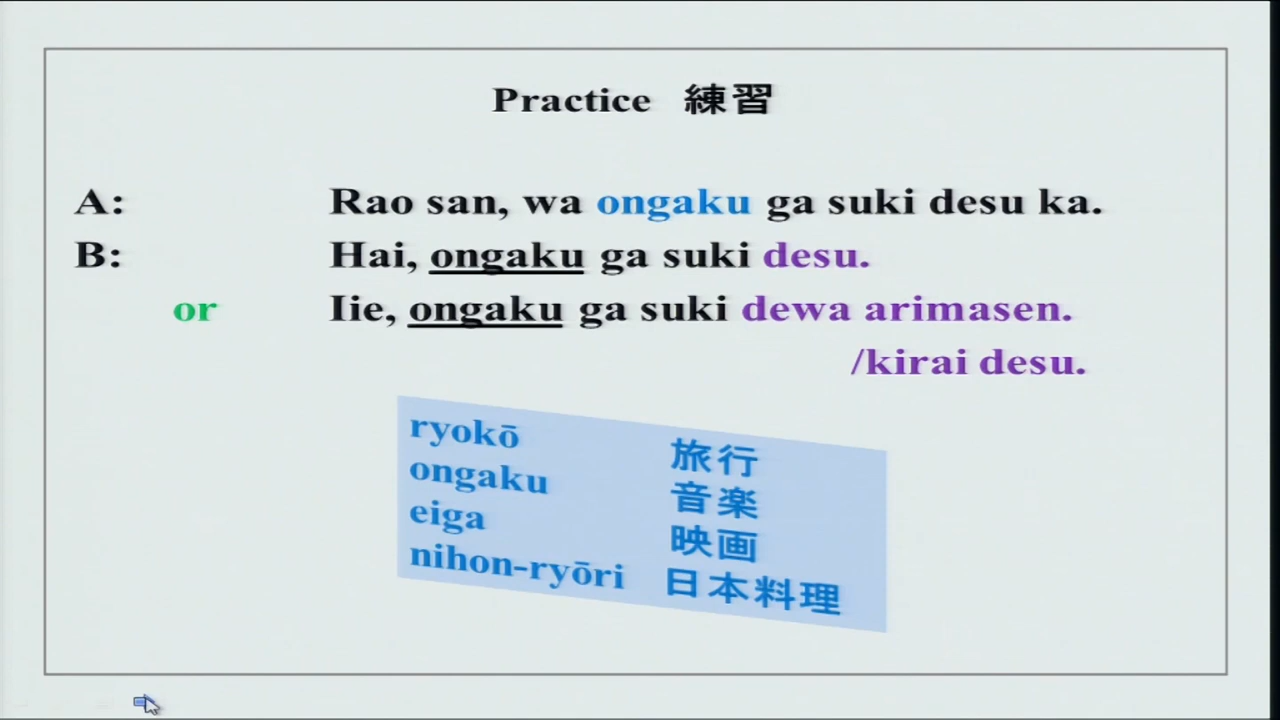 Practice 練習
A: Rao san, wa ongaku ga suki desu ka.
B: Hai, ongaku ga suki desu.
or Iie, ongaku ga suki dewa arimasen.
/kirai desu.
ryokō 旅行
ongaku 音楽
eiga 映画
nihon-ryōri 日本料理